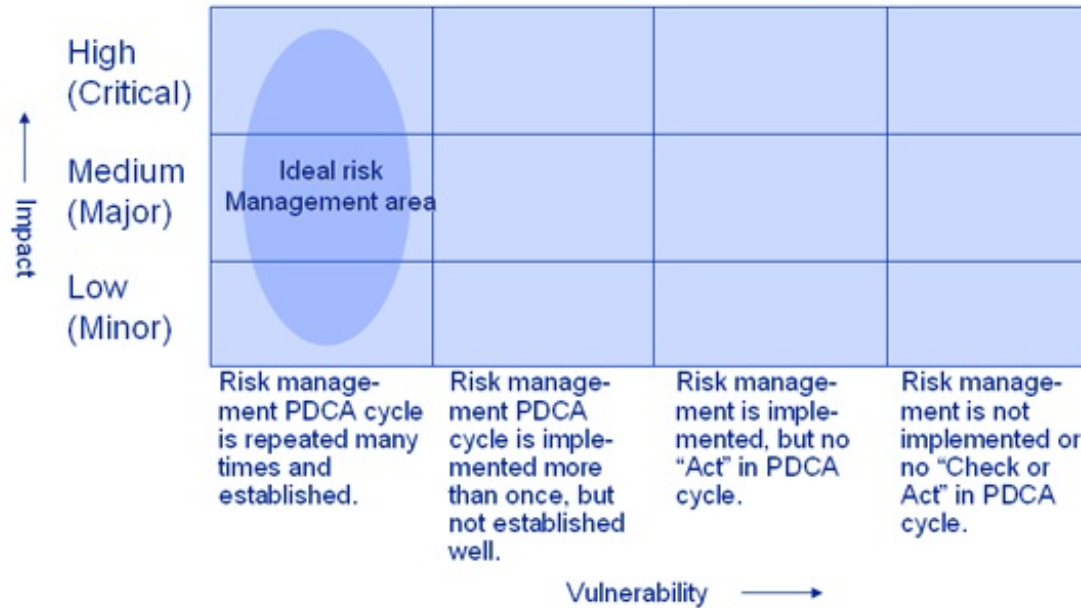 High
(Critical)
Medium
(Major)
Low
(Minor)
Impact
Ideal risk
Management area
Risk manage-
ment PDCA cycle
is repeated many
times and
established.
Risk manage-
ment PDCA
cycle is imple-
mented more
than once, but
not established
well.
Risk manage-
ment is imple-
mented, but no
“Act” in PDCA
cycle.
Risk manage-
ment is not
implemented or
no “Check or
Act” in PDCA
cycle.
Vulnerability